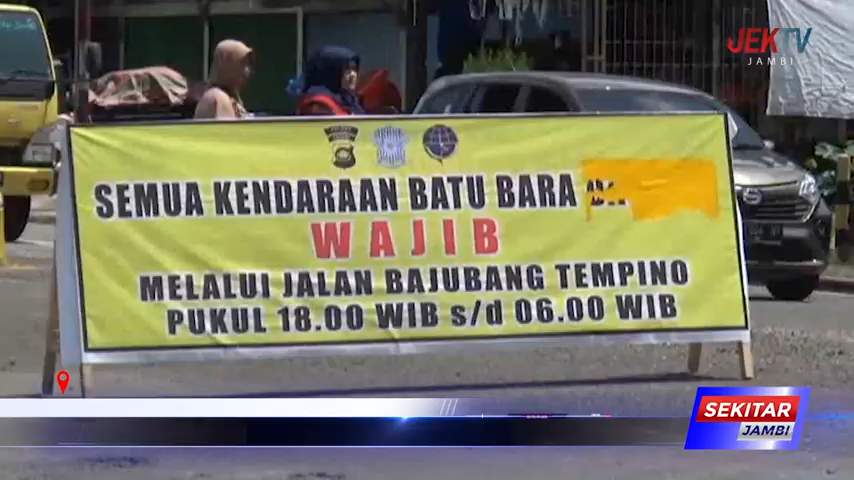 JEKTV
JAMBI
SEMUA KENDARAAN BATU BARA
WAJIB
MELALUI JALAN BAJUBANG TEMPINO
PUKUL 18.00 WIB s/d 06.00 WIB
SEKITAR
JAMBI